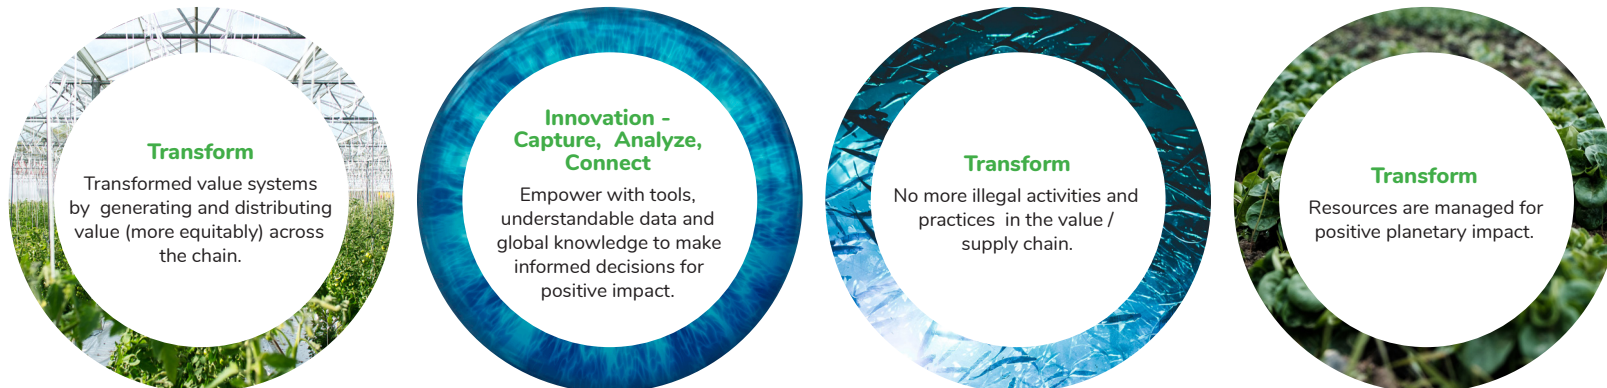 Transform
Transformed value systems
by  generating and distributing
value (more equitably) across
the chain.
Innovation -
Capture,  Analyze,
Connect
Empower with tools,
understandable data and
global knowledge to make
informed decisions for
positive impact.
Transform
No more illegal activities and
practices  in the value /
supply chain.
Transform
Resources are managed for
positive planetary impact.